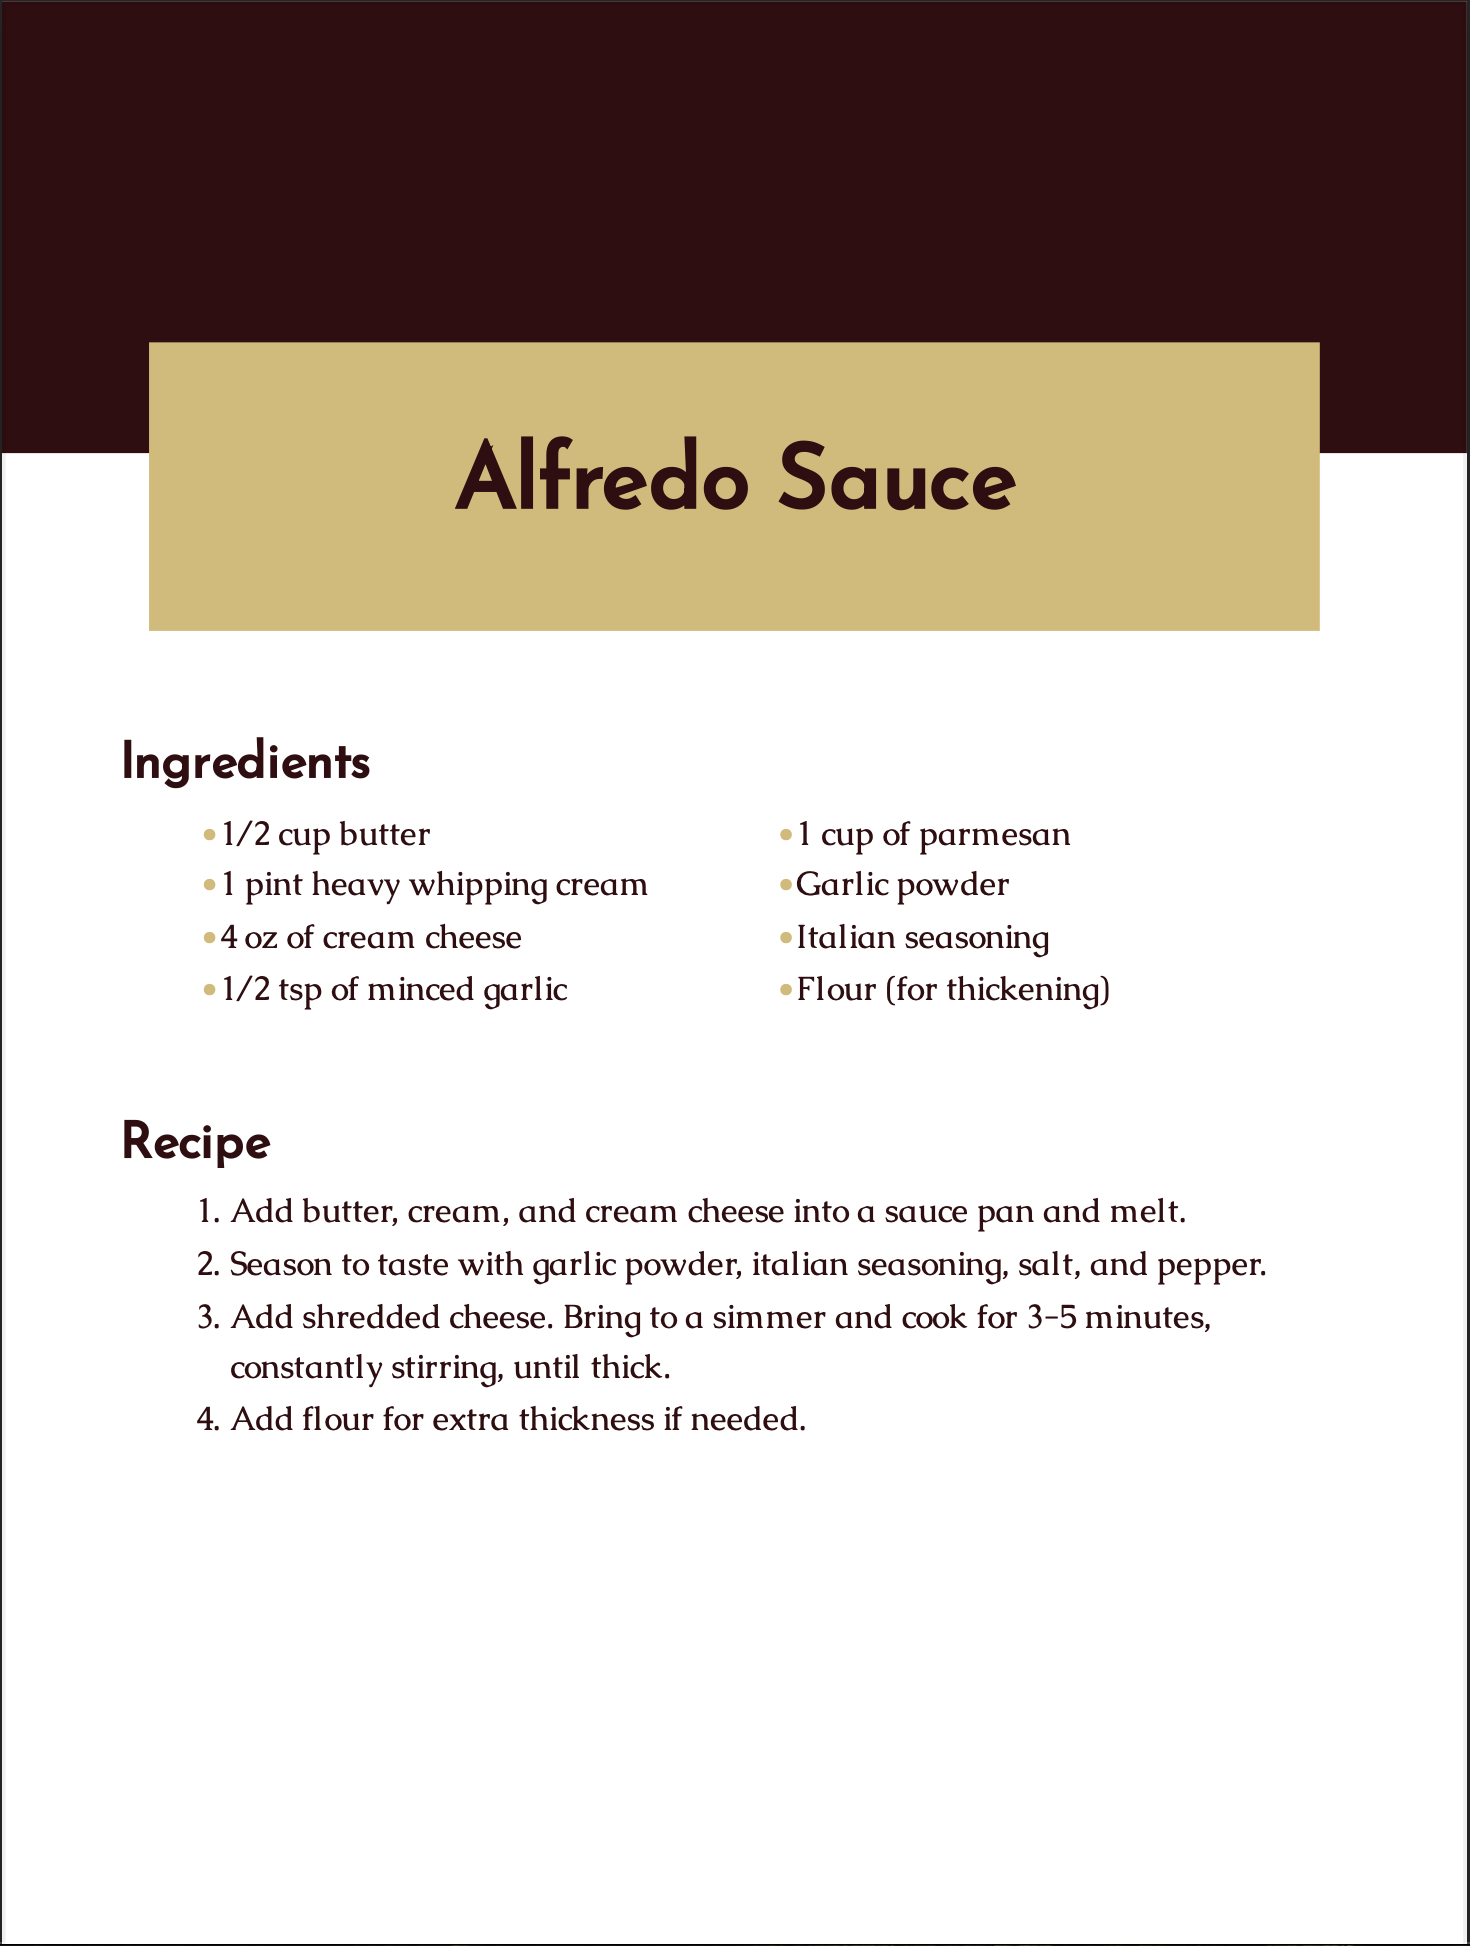 Alfredo Sauce
Ingredients
•1/2 cup butter
•1 pint heavy whipping cream
•4 oz of cream cheese
•1/2 tsp of minced garlic
•1 cup of parmesan
•Garlic powder
•Italian seasoning
•Flour (for thickening)
Recipe
1. Add butter, cream, and cream cheese into a sauce pan and melt.
2. Season to taste with garlic powder, italian seasoning, salt, and pepper.
3. Add shredded cheese. Bring to a simmer and cook for 3-5 minutes,
constantly stirring, until thick.
4. Add flour for extra thickness if needed.